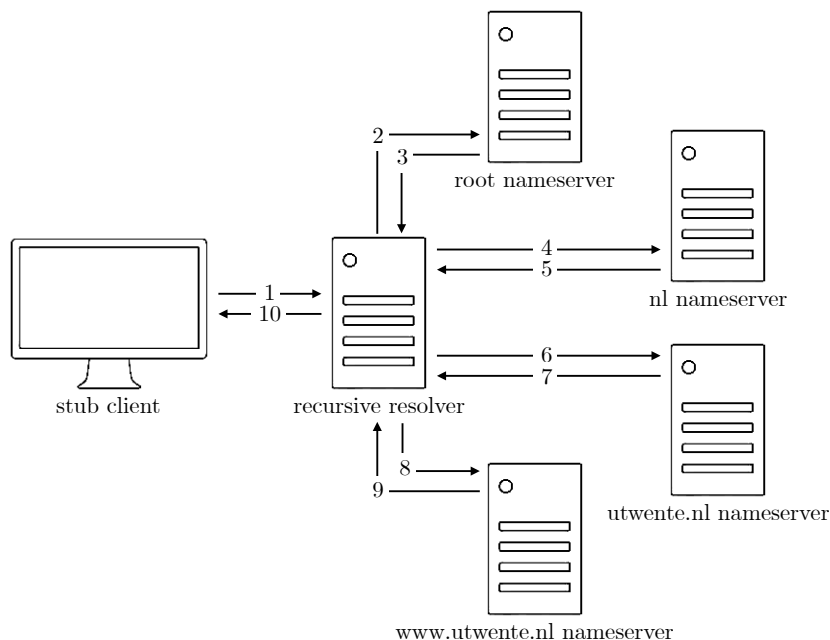 2
3
root nameserver
4
5
nl nameserver
1
10
stub client
recursive resolver
6
7
utwente.nl nameserver
8
9
www.utwente.nl nameserver